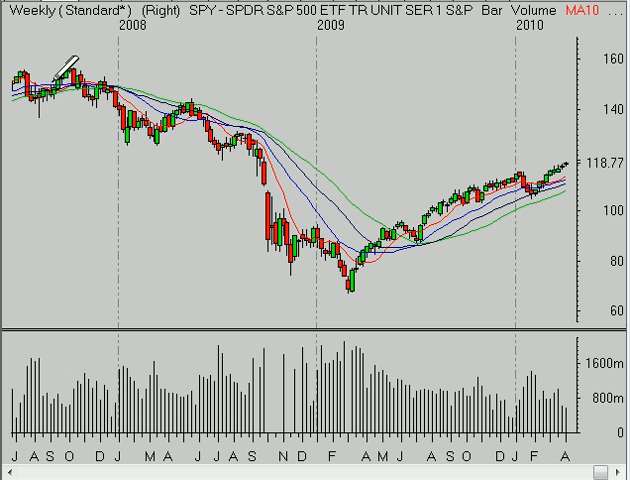 Weekly (Standard*) (Right) SPY - SPDR S&P 500 ETF TR UNIT SER 1 S&P Bar Volume MA10 ...
2008 2009 2010
160
140
118.77
100
80
60
1600m
800m
0
J A S O D J M A J J A S N D F A M J A S O D J F A